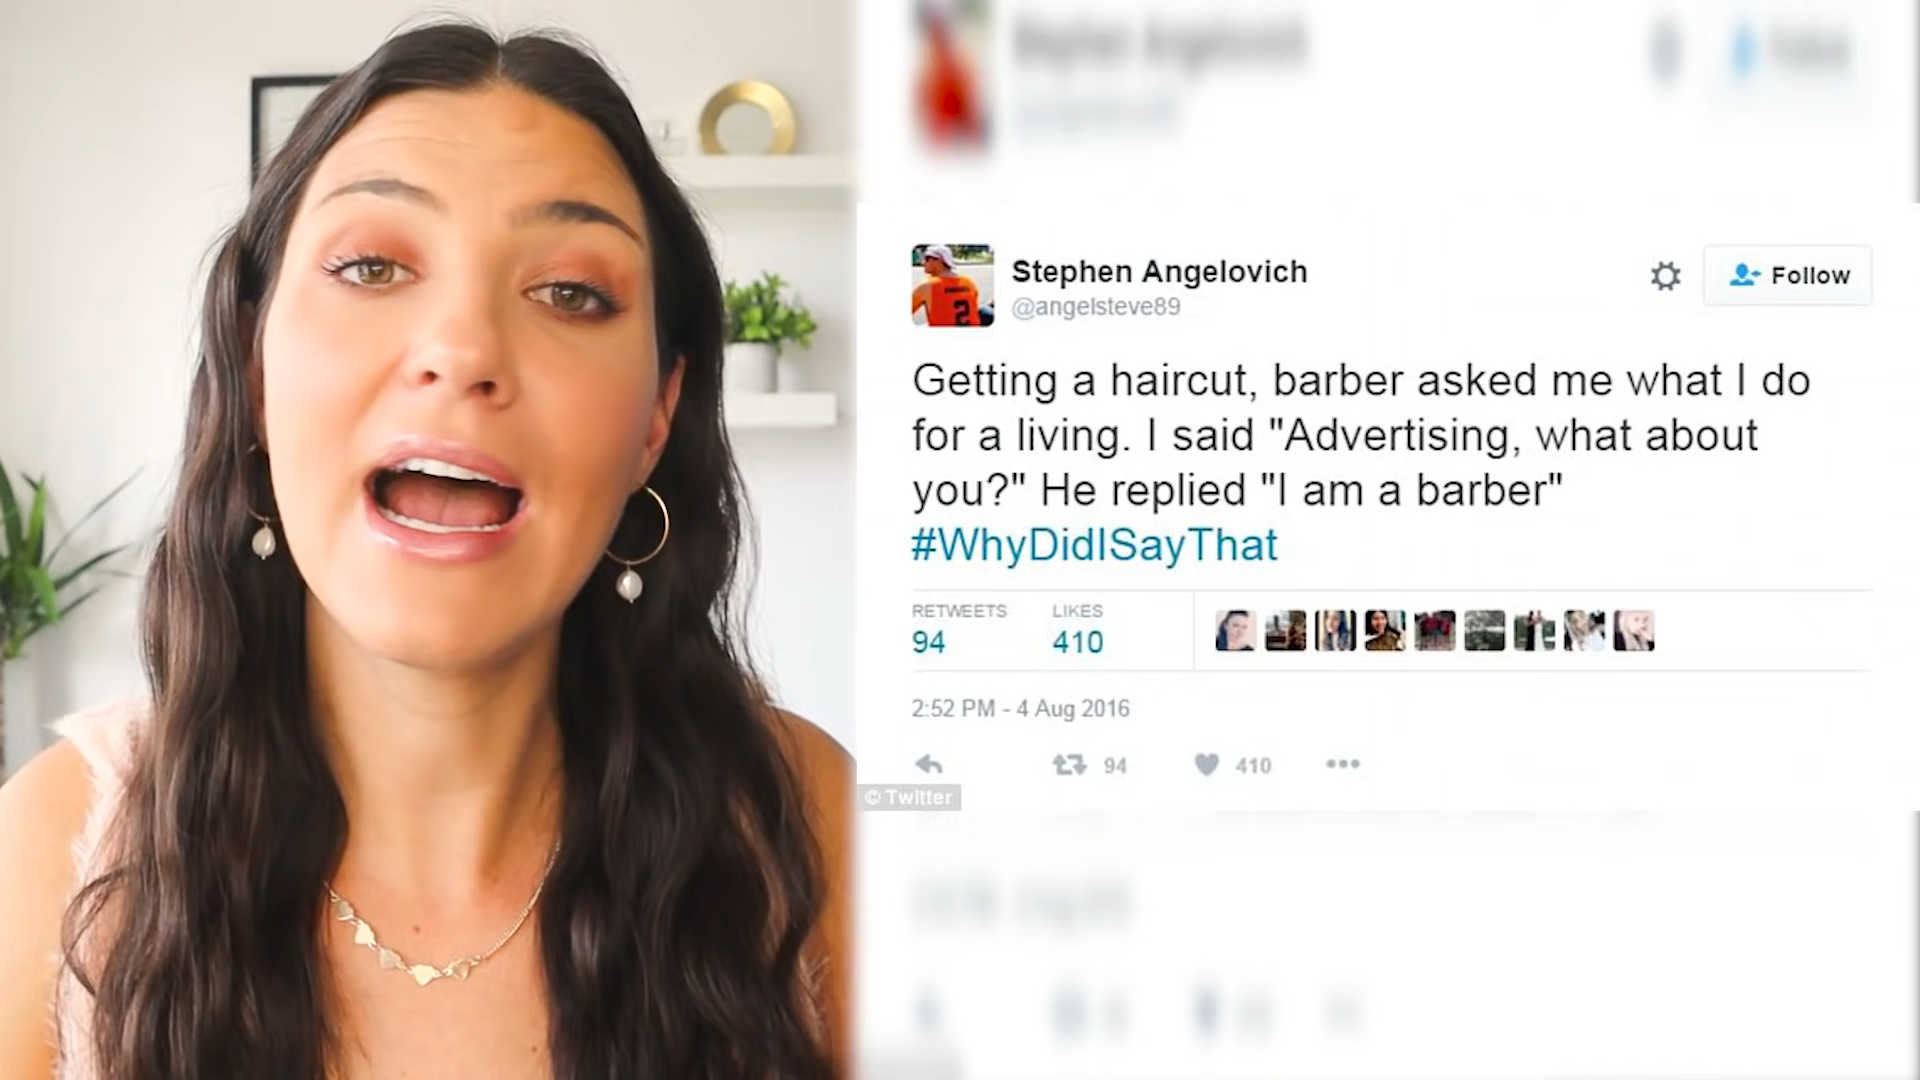 Stephen Angelovich
@angelsteve89
Follow
Getting a haircut, barber asked me what I do
for a living. I said "Advertising, what about
you?" He replied "I am a barber"
#WhyDidISayThat
RETWEETS LIKES
94 410
2:52 PM - 4 Aug 2016
94 410
© Twitter
2